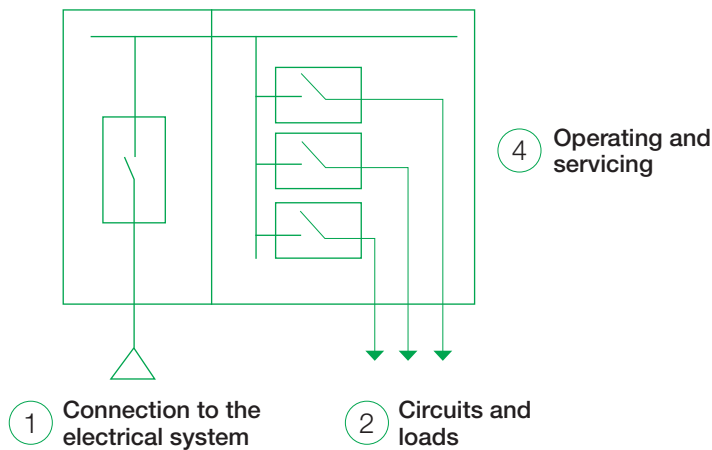 4 Operating and
servicing
1 Connection to the
electrical system
2 Circuits and
loads